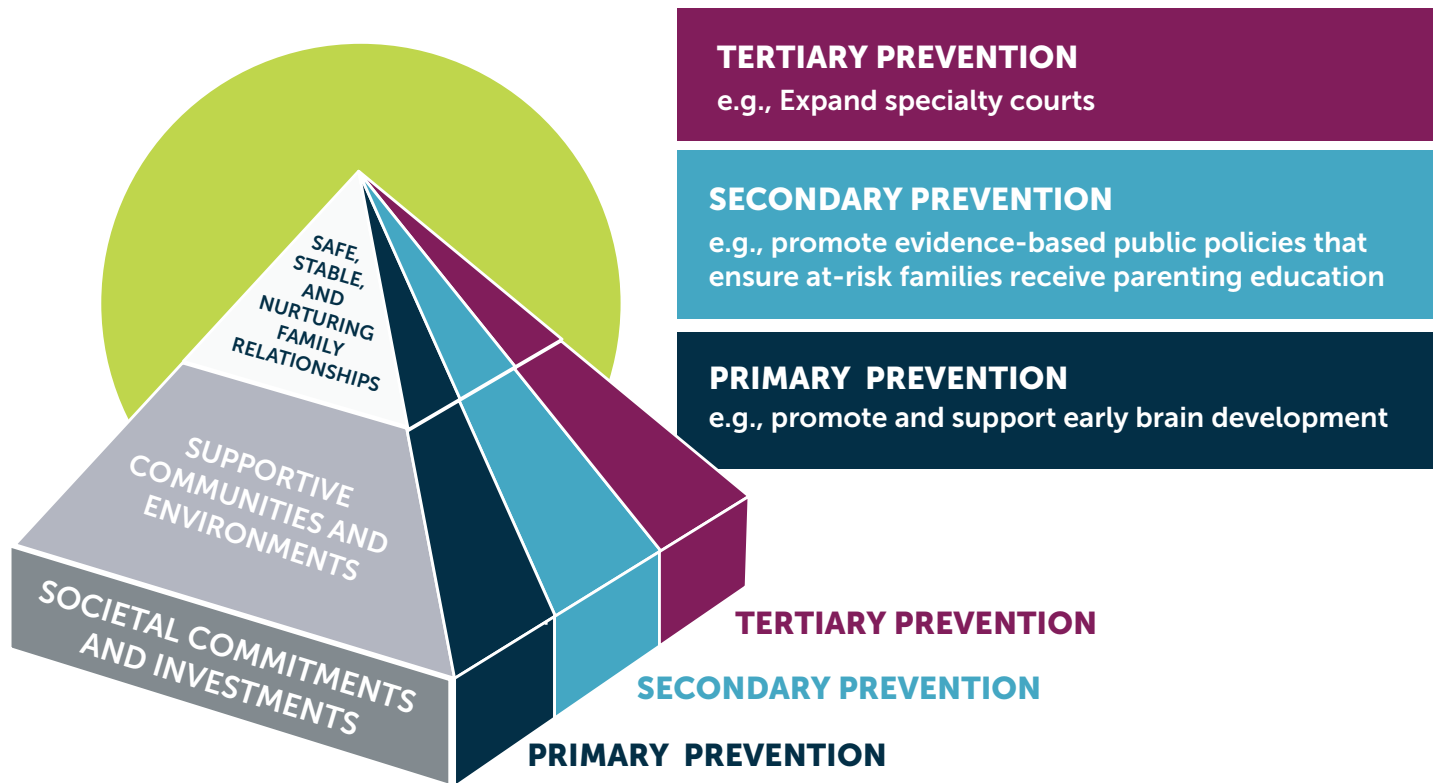 TERTIARY PREVENTION
e.g., Expand specialty courts
SECONDARY PREVENTION
e.g., promote evidence-based public policies that
ensure at-risk families receive parenting education
PRIMARY PREVENTION
e.g., promote and support early brain development
SAFE,
STABLE,
AND
NURTURING
FAMILY
RELATIONSHIPS
SUPPORTIVE
COMMUNITIES AND
ENVIRONMENTS
SOCIETAL COMMITMENTS
AND INVESTMENTS
TERTIARY PREVENTION
SECONDARY PREVENTION
PRIMARY PREVENTION